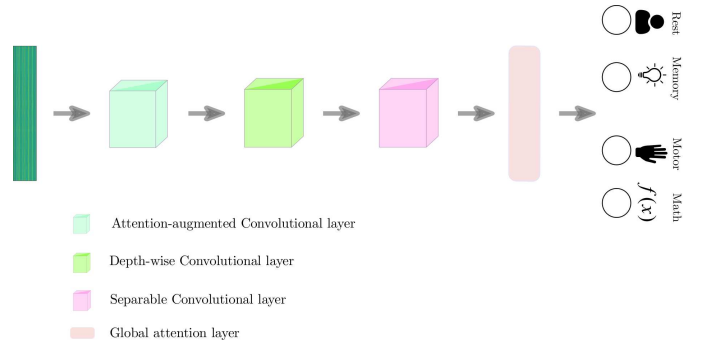 Rest
Memory
Motor
Math
f(x)
Attention-augmented Convolutional layer
Depth-wise Convolutional layer
Separable Convolutional layer
Global attention layer